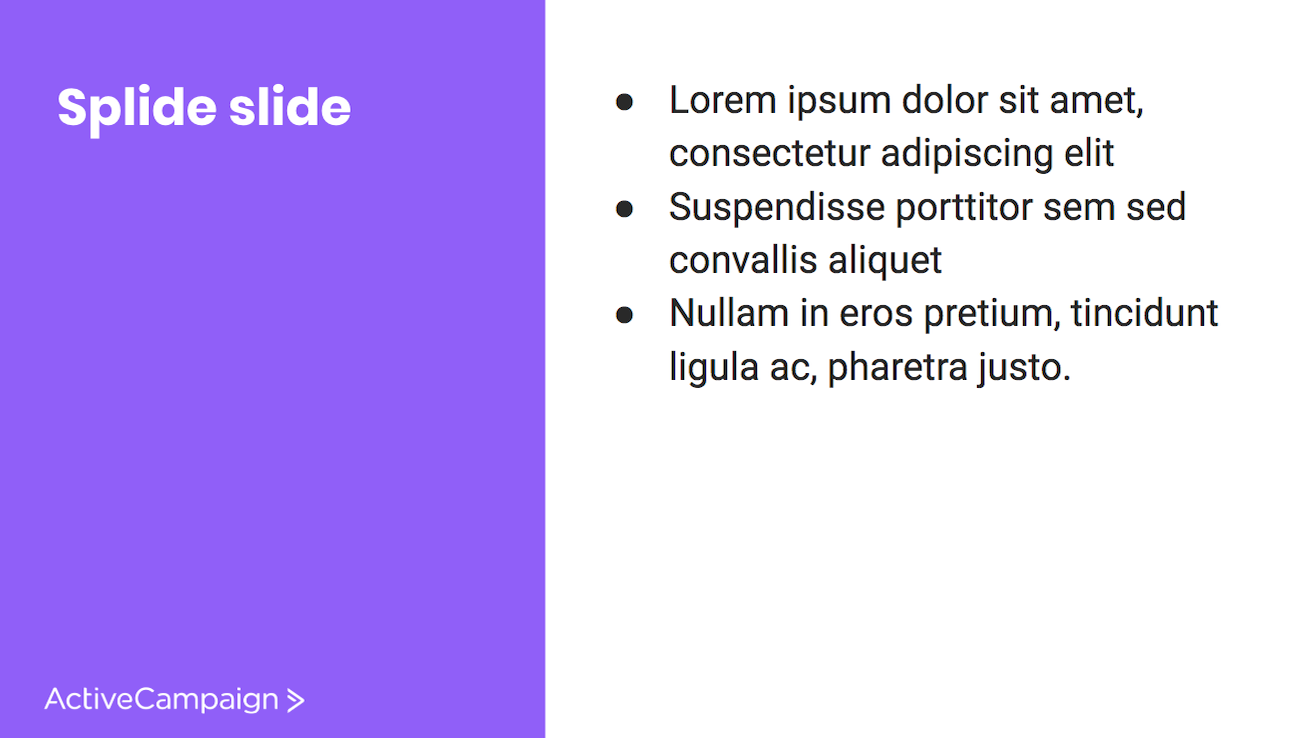 Splide slide
● Lorem ipsum dolor sit amet,
consectetur adipiscing elit
● Suspendisse porttitor sem sed
convallis aliquet
● Nullam in eros pretium, tincidunt
ligula ac, pharetra justo.
ActiveCampaign